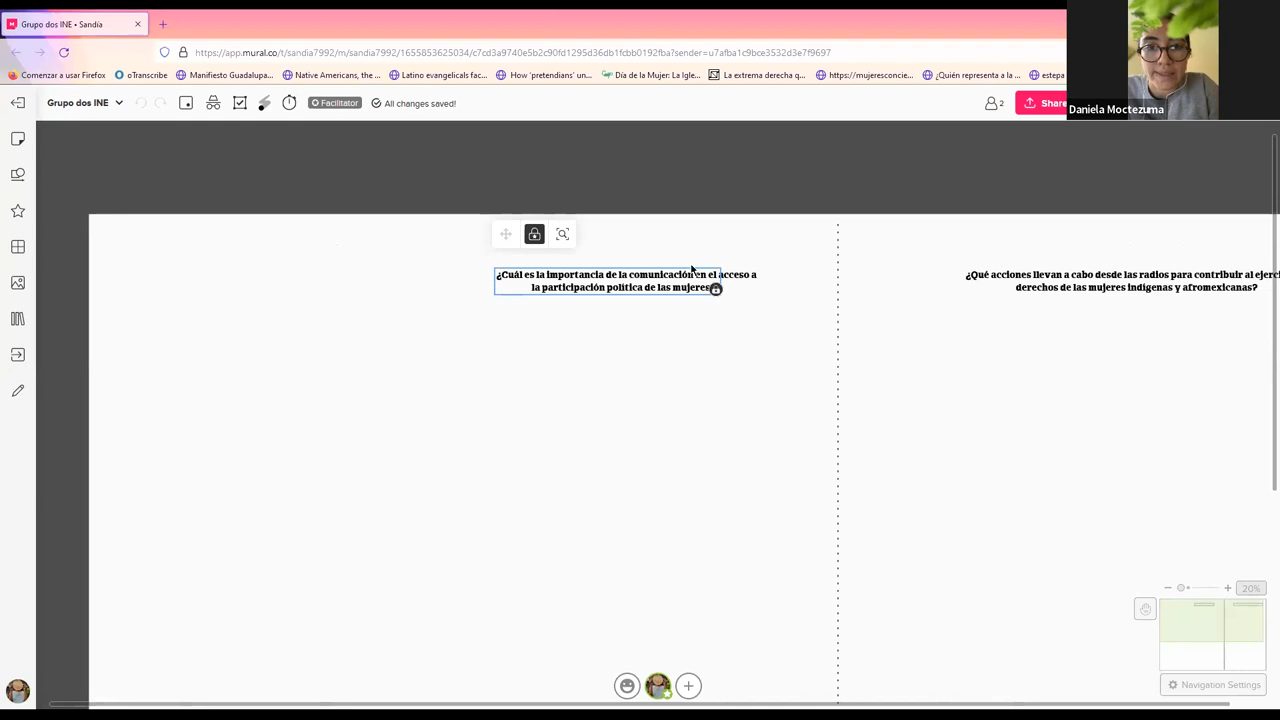 Grupo dos INE • Sandía
https://app.mural.co/t/sandia7992/m/sandia7992/1655853625034/c7cd3a9740e5b2c90fd1295d36db1fcbb0192fba?sender=u7afba1c9bce3532d3e7f9697
Comenzar a usar Firefox
oTranscribe
Manifiesto Guadalupa...
Native Americans, the ...
Latino evangelicals fac...
How ‘pretendians’ un...
Día de la Mujer: La Igle...
La extrema derecha q...
https://mujeresconcie...
¿Quién representa a la ...
estepa
Daniela Moctezuma
Grupo dos INE
Facilitator
All changes saved!
2
Share
¿Cuál es la importancia de la comunicación en el acceso a
la participación política de las mujeres
¿Qué acciones llevan a cabo desde las radios para contribuir al ejerci
derechos de las mujeres indígenas y afromexicanas?
20%
Navigation Settings